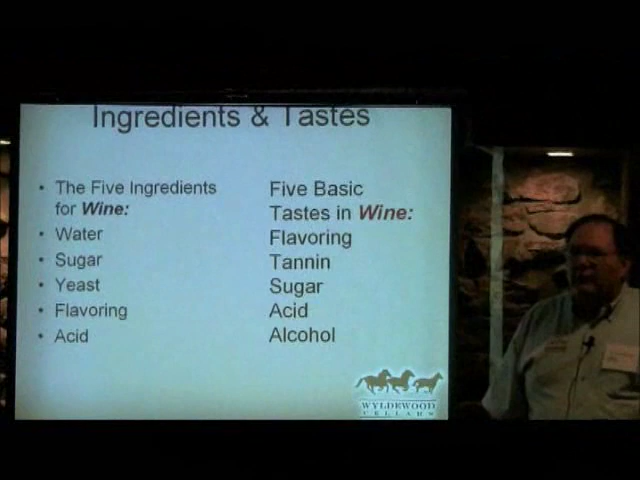 Ingredients & Tastes
• The Five Ingredients
for Wine:
• Water
• Sugar
• Yeast
• Flavoring
• Acid
Five Basic
Tastes in Wine:
Flavoring
Tannin
Sugar
Acid
Alcohol
WYLDEWOOD
CELLARS